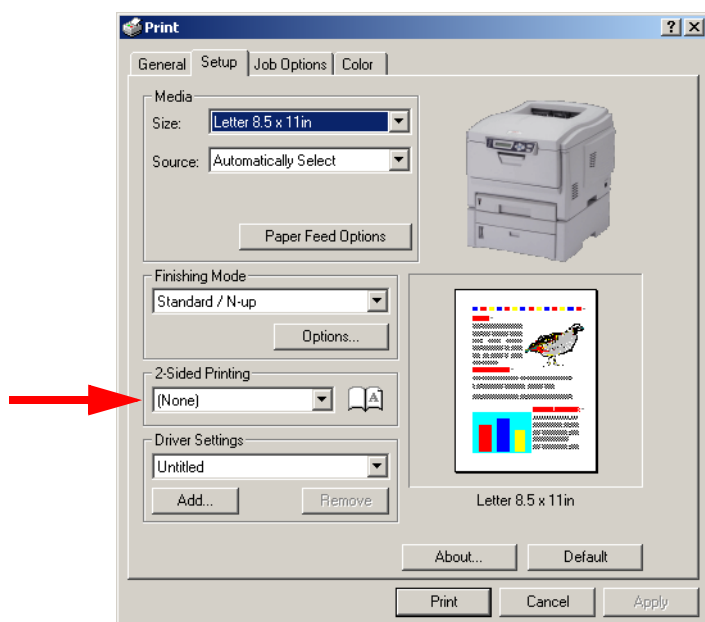 Print
General Setup Job Options Color
Media
Size: Letter 8.5 x 11in
Source: Automatically Select
Paper Feed Options
Finishing Mode
Standard / N-up
Options...
2-Sided Printing
(None)
A
Driver Settings
Untitled
Add... Remove
Letter 8.5 x 11in
About... Default
Print Cancel Apply